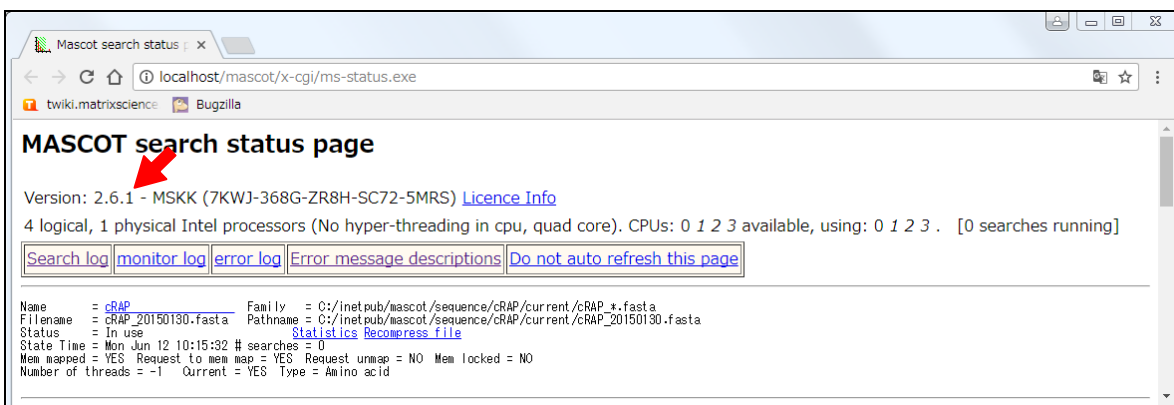 Mascot search status p
localhost/mascot/x-cgi/ms-status.exe
twiki.matrixscience Bugzilla
MASCOT search status page
Version: 2.6.1 - MSKK (7KWJ-368G-ZR8H-SC72-5MRS) Licence Info
4 logical, 1 physical Intel processors (No hyper-threading in cpu, quad core). CPUs: 0 1 2 3 available, using: 0 1 2 3 . [0 searches running]
Search log monitor log error log Error message descriptions Do not auto refresh this page
Name = cRAP Family = C:/inetpub/mascot/sequence/cRAP/current/cRAP_*.fasta
Filename = cRAP_20150130.fasta Pathname = C:/inetpub/mascot/sequence/cRAP/current/cRAP_20150130.fasta
Status = In use Statistics Recompress file
State Time = Mon Jun 12 10:15:32 # searches = 0
Mem mapped = YES Request to mem map = YES Request unmap = NO Mem locked = NO
Number of threads = -1 Current = YES Type = Amino acid